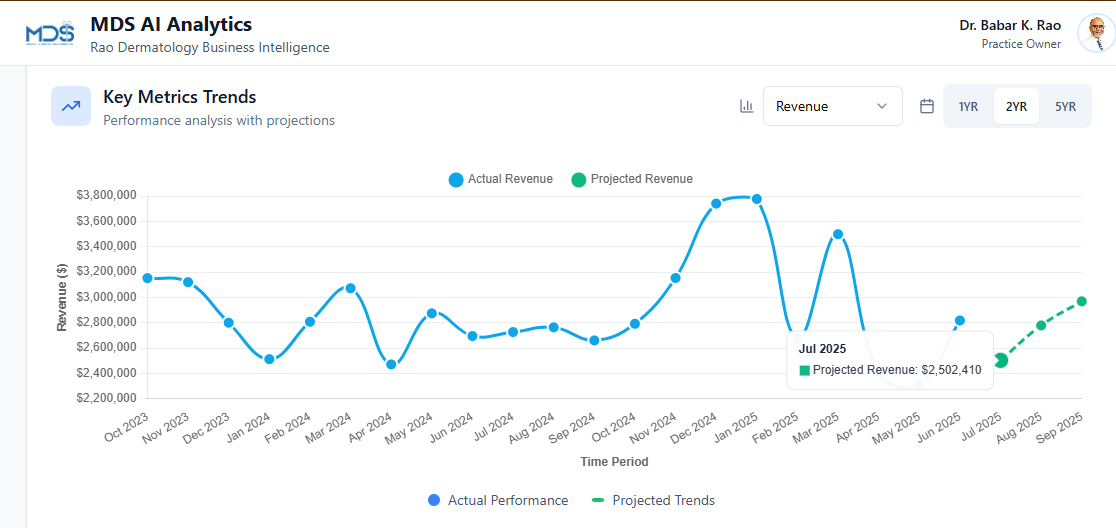 MDS
MDS AI Analytics
Rao Dermatology Business Intelligence
Dr. Babar K. Rao
Practice Owner
Key Metrics Trends
Performance analysis with projections
Revenue
1YR
2YR
5YR
Actual Revenue
Projected Revenue
$3,800,000
$3,600,000
$3,400,000
$3,200,000
$3,000,000
$2,800,000
$2,600,000
$2,400,000
$2,200,000
Revenue ($)
Jul 2025
Projected Revenue: $2,502,410
Oct 2023
Nov 2023
Dec 2023
Jan 2024
Feb 2024
Mar 2024
Apr 2024
May 2024
Jun 2024
Jul 2024
Aug 2024
Sep 2024
Oct 2024
Nov 2024
Dec 2024
Jan 2025
Feb 2025
Mar 2025
Apr 2025
May 2025
Jun 2025
Jul 2025
Aug 2025
Sep 2025
Time Period
Actual Performance
Projected Trends